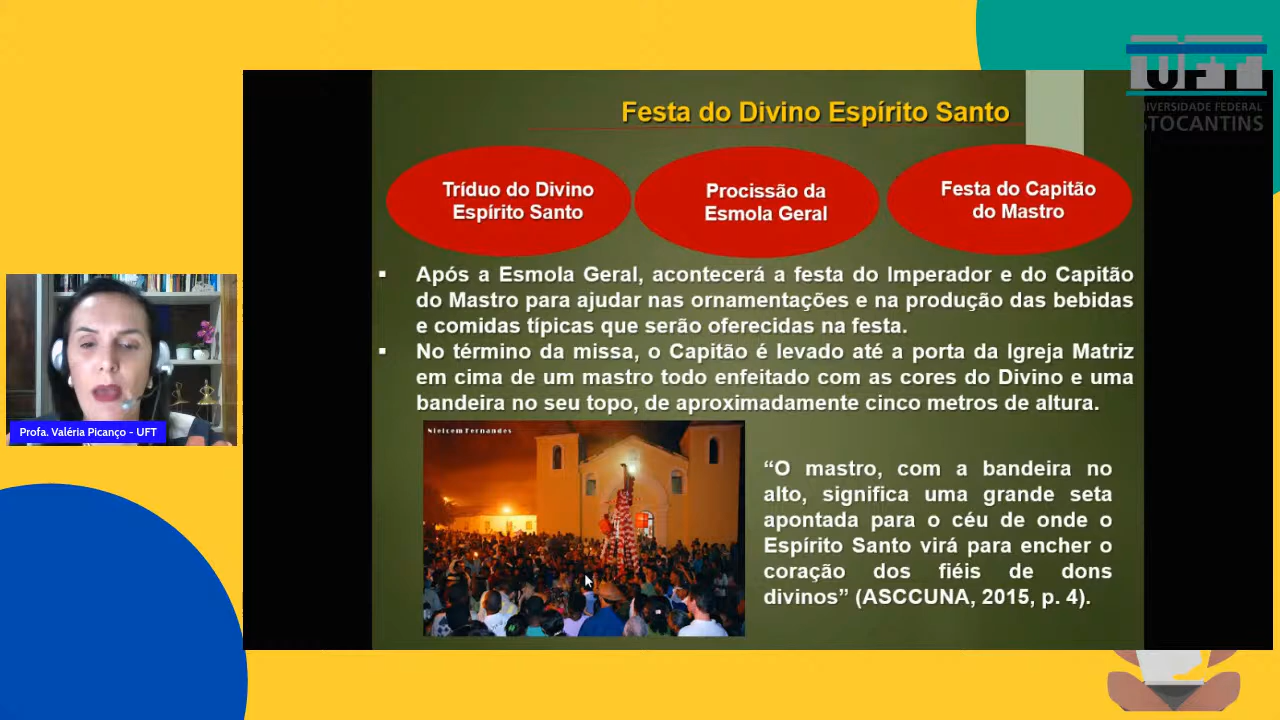 UFT
UNIVERSIDADE FEDERAL
TOCANTINS
Festa do Divino Espírito Santo
Tríduo do Divino
Espírito Santo
Procissão da
Esmola Geral
Festa do Capitão
do Mastro
▪ Após a Esmola Geral, acontecerá a festa do Imperador e do Capitão
do Mastro para ajudar nas ornamentações e na produção das bebidas
e comidas típicas que serão oferecidas na festa.
▪ No término da missa, o Capitão é levado até a porta da Igreja Matriz
em cima de um mastro todo enfeitado com as cores do Divino e uma
bandeira no seu topo, de aproximadamente cinco metros de altura.
Profa. Valéria Picanço - UFT
“O mastro, com a bandeira no
alto, significa uma grande seta
apontada para o céu de onde o
Espírito Santo virá para encher o
coração dos fiéis de dons
divinos” (ASCCUNA, 2015, p. 4).